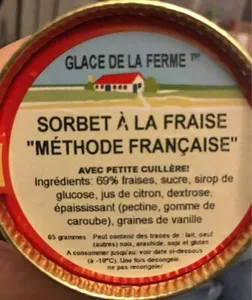 GLACE DE LA FERME ™
SORBET À LA FRAISE
"MÉTHODE FRANÇAISE"
AVEC PETITE CUILLÈRE!
Ingrédients: 69% fraises, sucre, sirop de
glucose, jus de citron, dextrose,
épaississant (pectine, gomme de
caroube), graines de vanille
65 grammes Peut contenir des traces de: lait, oeuf
(autres) noix, arachide, soja et gluten
A consommer jusqu'au voir date ci-dessous
(à -18°C). Une fois décongelé,
ne pas recongeler